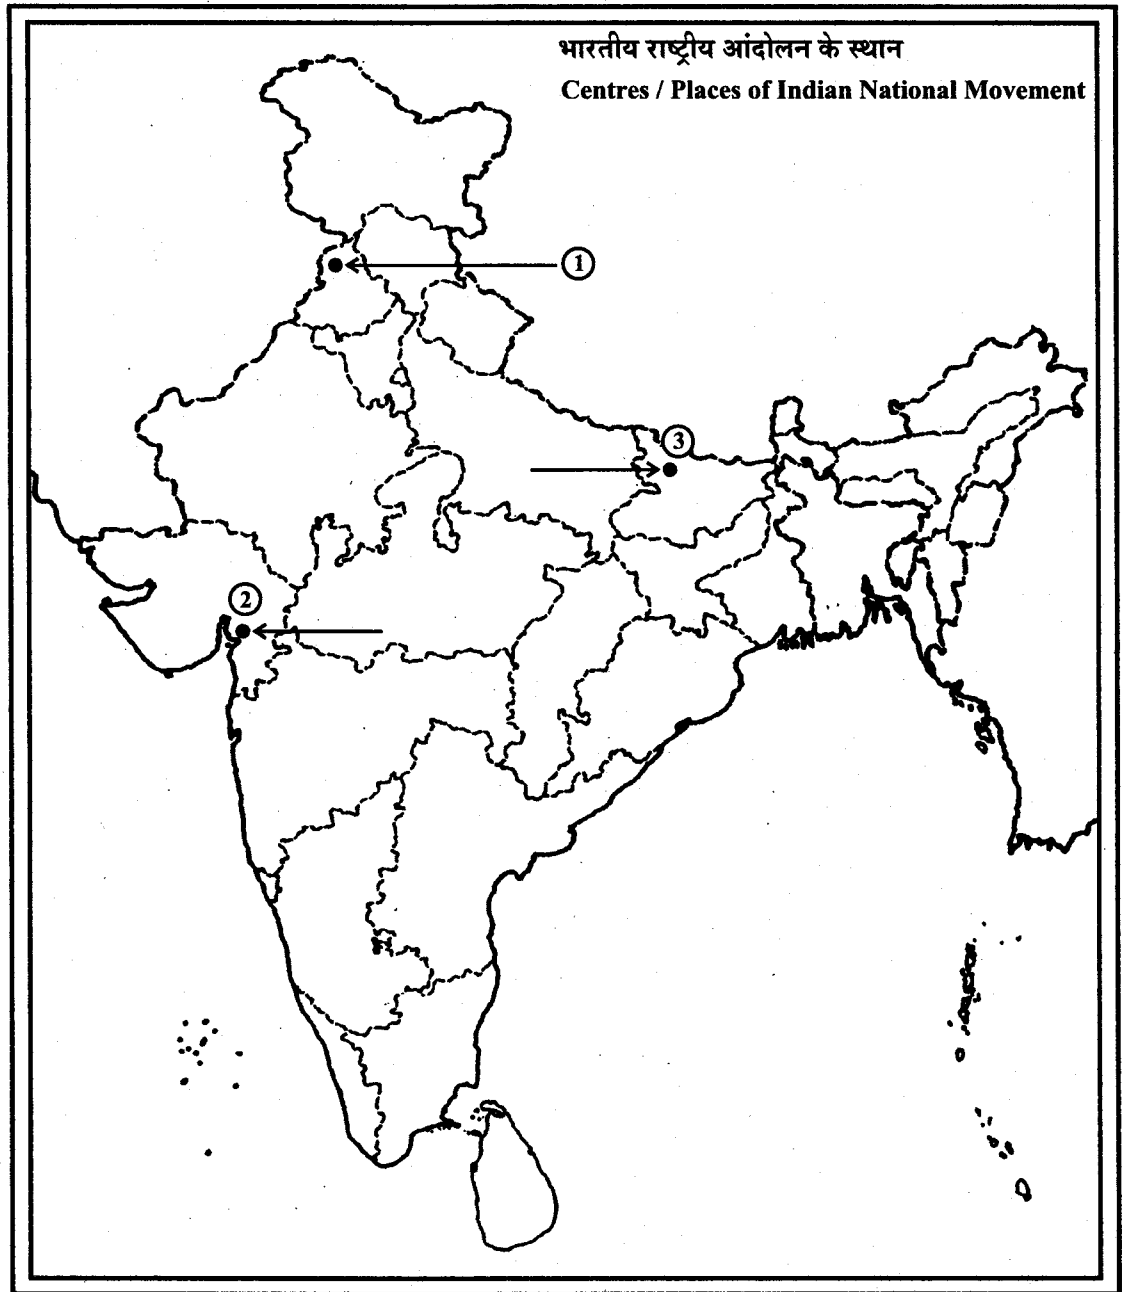 भारतीय राष्ट्रीय आंदोलन के स्थान
Centres / Places of Indian National Movement
1
3
2